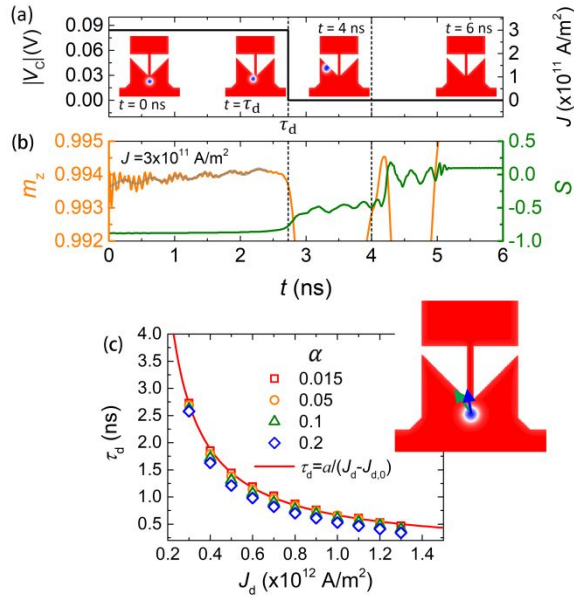 (a)
|V_C|(V)
0.09
0.06
0.03
0.00
t = 0 ns
t = τ_d
t = 4 ns
t = 6 ns
3
2
1
0
J (x10^11 A/m^2)
τ_d
(b)
m_z
0.995
0.994
0.993
0.992
J =3x10^11 A/m^2
0.5
0.0
-0.5
-1.0
S
0 1 2 3 4 5 6
t (ns)
(c)
τ_d (ns)
4.0
3.5
3.0
2.5
2.0
1.5
1.0
0.5
α
0.015
0.05
0.1
0.2
τ_d=a/(J_d-J_d,0)
0.2 0.4 0.6 0.8 1.0 1.2 1.4
J_d (x10^12 A/m^2)